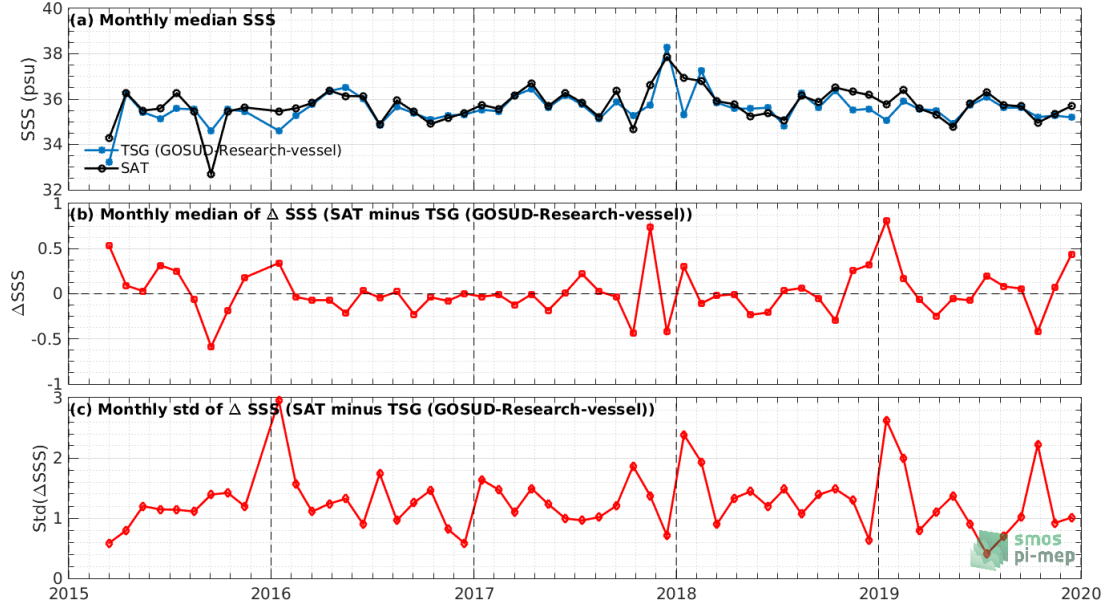 (a) Monthly median SSS
SSS (psu)
40
38
36
34
32
TSG (GOSUD-Research-vessel)
SAT
(b) Monthly median of Δ SSS (SAT minus TSG (GOSUD-Research-vessel))
ΔSSS
1
0.5
0
-0.5
-1
(c) Monthly std of Δ SSS (SAT minus TSG (GOSUD-Research-vessel))
Std(ΔSSS)
3
2
1
0
smos
pi-mep
2015 2016 2017 2018 2019 2020